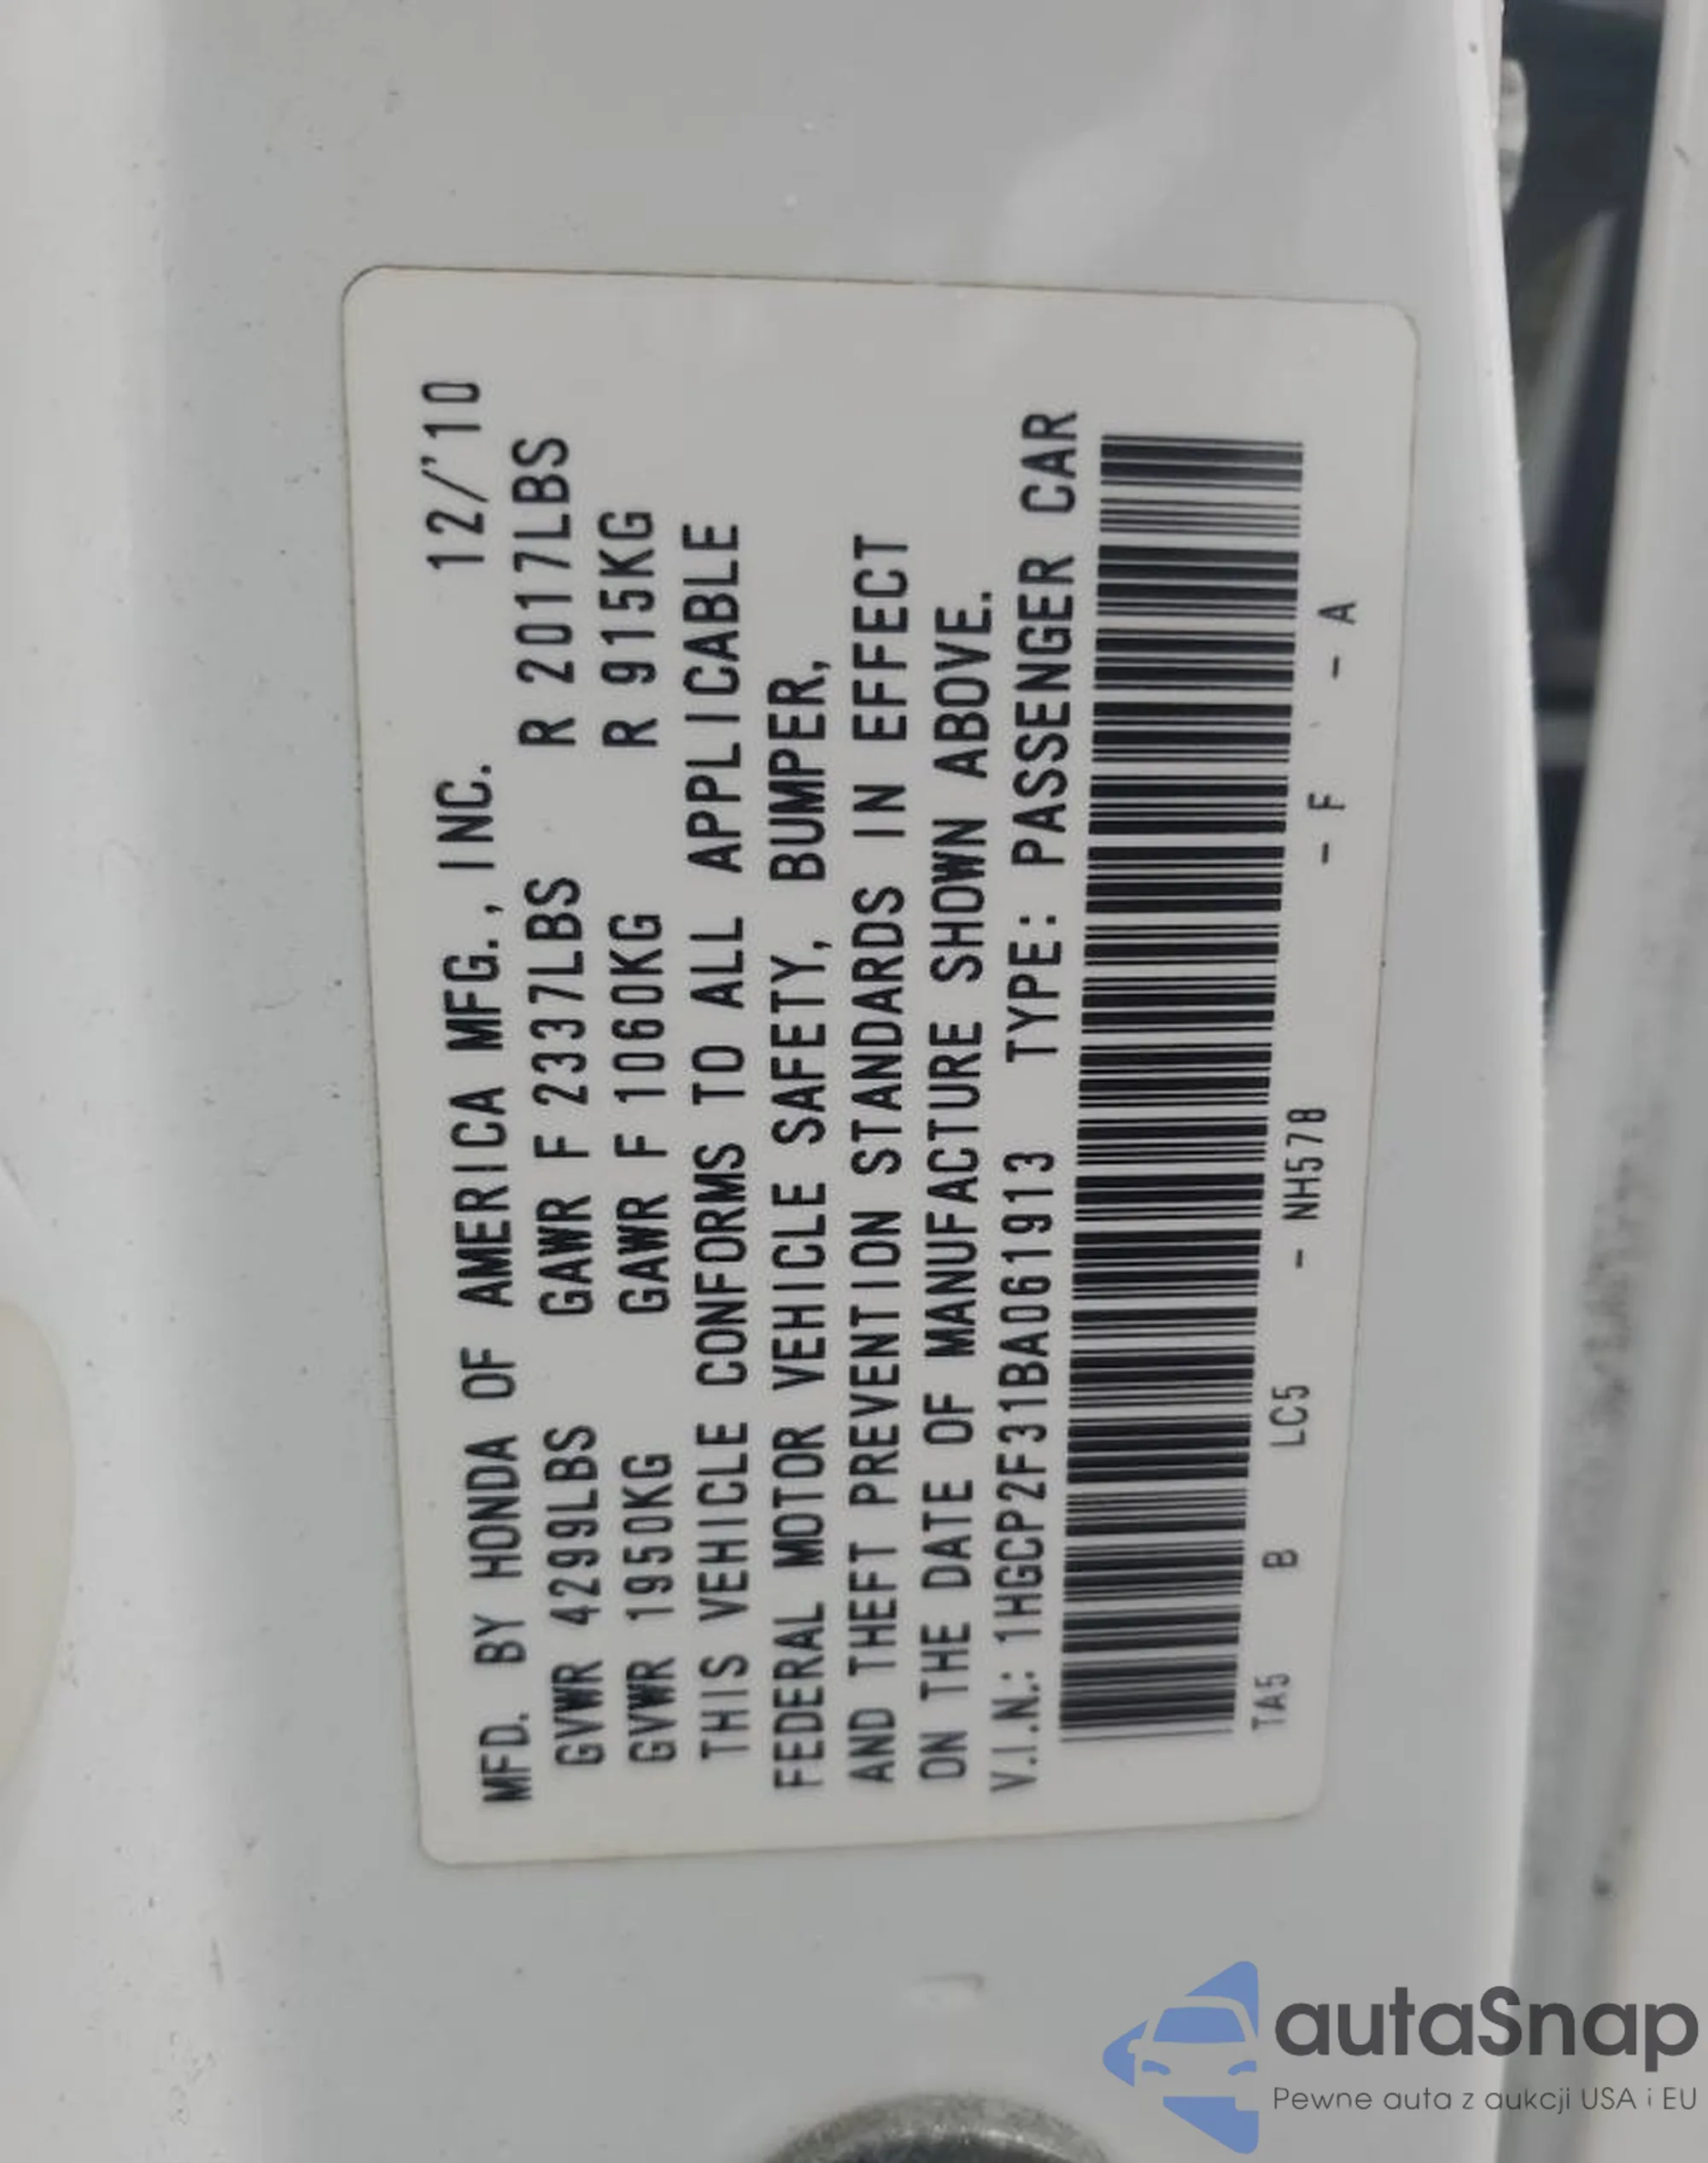 MFD. BY HONDA OF AMERICA MFG., INC. 12/'10
GVWR 4299LBS GAWR F 2337LBS R 2017LBS
GVWR 1950KG GAWR F 1060KG R 915KG
THIS VEHICLE CONFORMS TO ALL APPLICABLE
FEDERAL MOTOR VEHICLE SAFETY, BUMPER,
AND THEFT PREVENTION STANDARDS IN EFFECT
ON THE DATE OF MANUFACTURE SHOWN ABOVE.
V.I.N.: 1HGCP2F31BA061913 TYPE: PASSENGER CAR
TA5 B LC5 - NH578 - F - A
autaSnap
Pewne auta z aukcji USA i EU